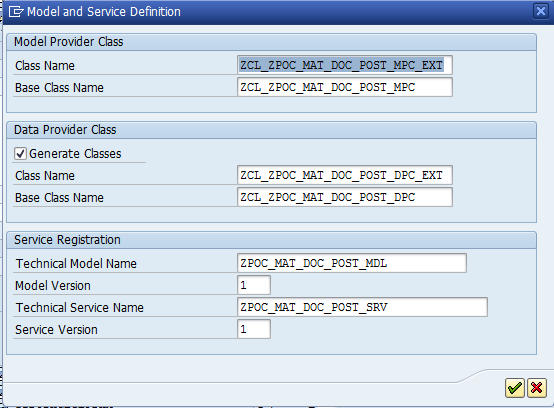 Model and Service Definition
Model Provider Class
Class Name ZCL_ZPOC_MAT_DOC_POST_MPC_EXT
Base Class Name ZCL_ZPOC_MAT_DOC_POST_MPC
Data Provider Class
Generate Classes
Class Name ZCL_ZPOC_MAT_DOC_POST_DPC_EXT
Base Class Name ZCL_ZPOC_MAT_DOC_POST_DPC
Service Registration
Technical Model Name ZPOC_MAT_DOC_POST_MDL
Model Version 1
Technical Service Name ZPOC_MAT_DOC_POST_SRV
Service Version 1